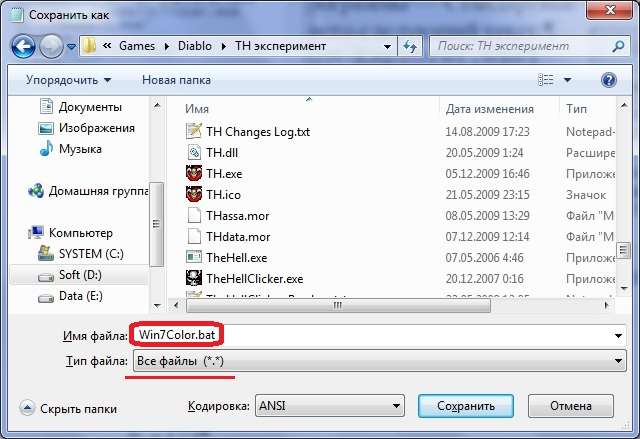 Сохранить как
« Games ▸ Diablo ▸ TH эксперимент
Поиск: TH эксперимент
Упорядочить Новая папка
Имя Дата изменения Тип
Документы
Изображения
Музыка
Домашняя группа
Компьютер
SYSTEM (C:)
Soft (D:)
Data (E:)
TH Changes Log.txt 14.08.2009 17:23 Notepad-
TH.dll 20.05.2009 1:24 Расшире
TH.exe 05.12.2009 16:46 Приложе
TH.ico 21.05.2009 23:15 Значок
THassa.mor 08.05.2009 13:29 Файл "M
THdata.mor 07.12.2009 12:14 Файл "M
TheHell.exe 07.05.2006 4:46 Приложе
TheHellClicker.exe 20.12.2007 0:16 Приложе
Имя файла: Win7Color.bat
Тип файла: Все файлы (*.*)
Скрыть папки Кодировка: ANSI Сохранить Отмена